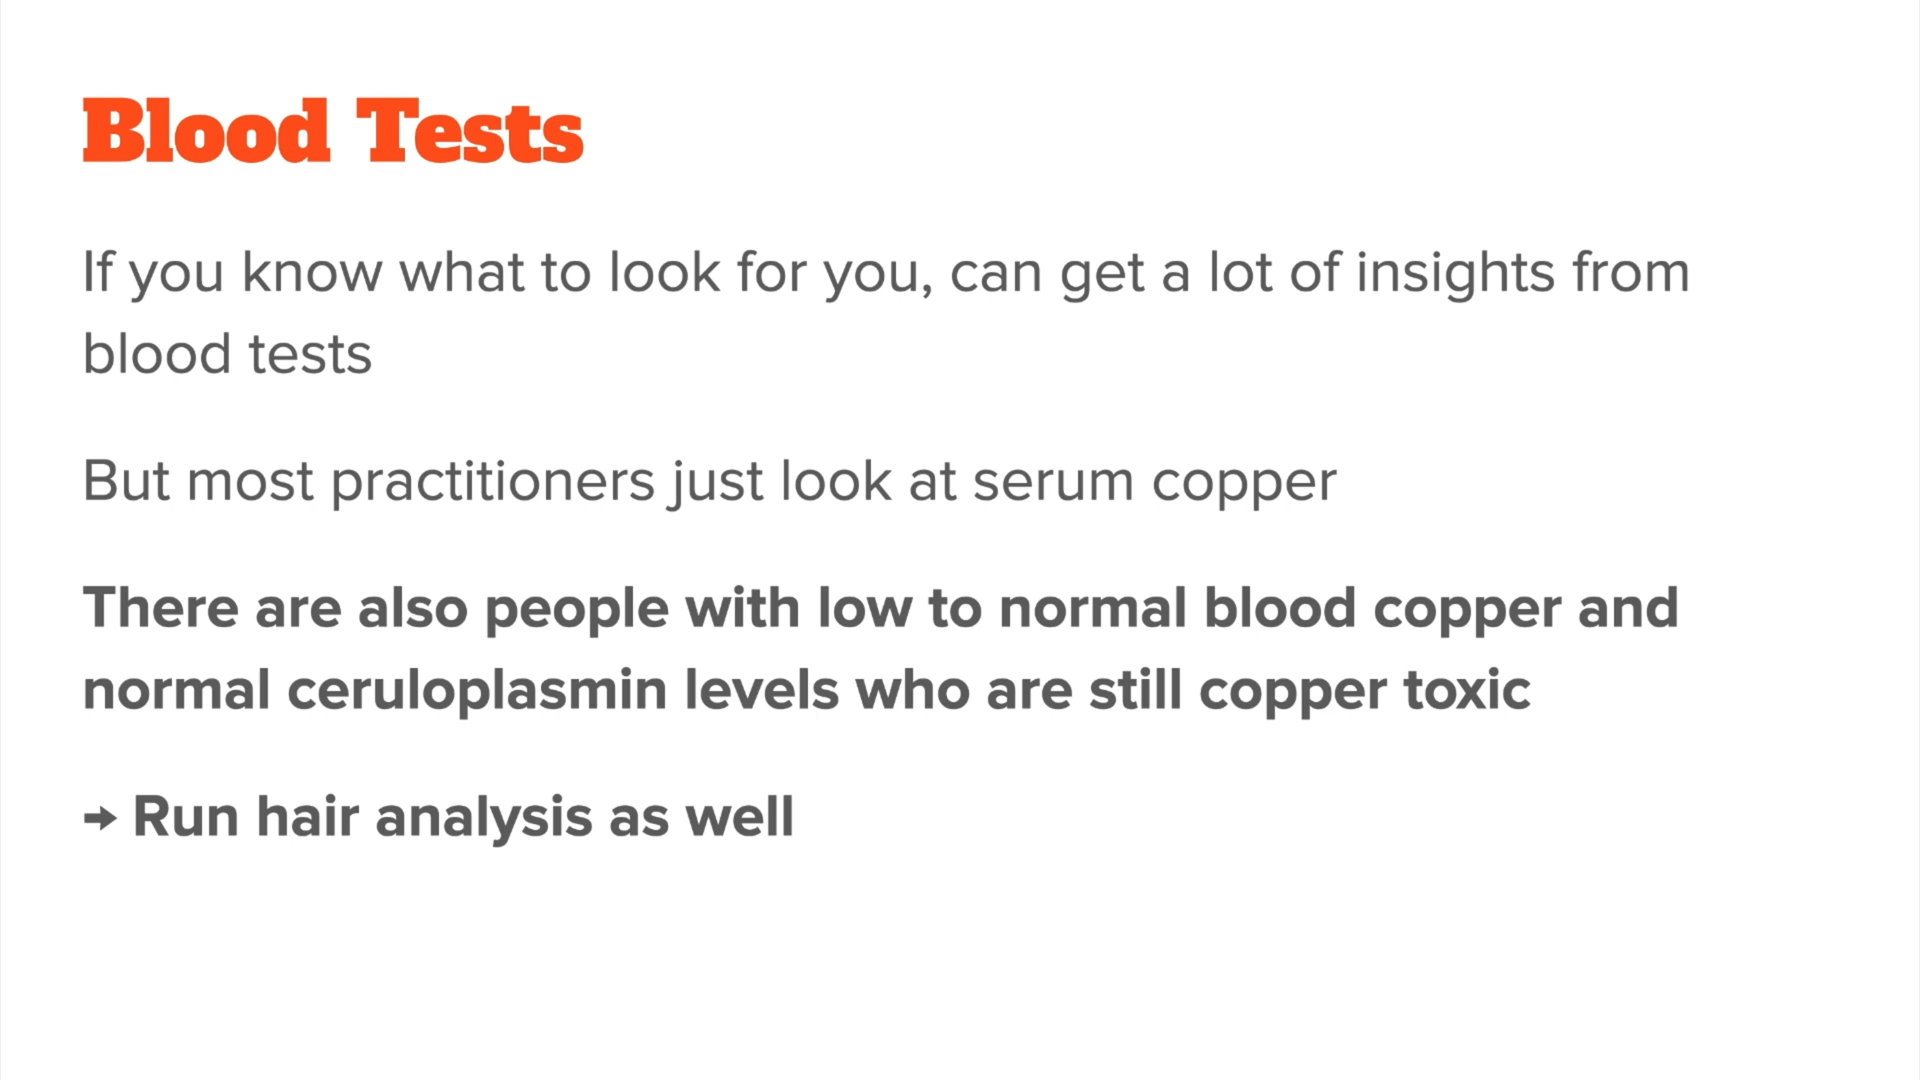 Blood Tests
If you know what to look for you, can get a lot of insights from
blood tests
But most practitioners just look at serum copper
There are also people with low to normal blood copper and
normal ceruloplasmin levels who are still copper toxic
→ Run hair analysis as well